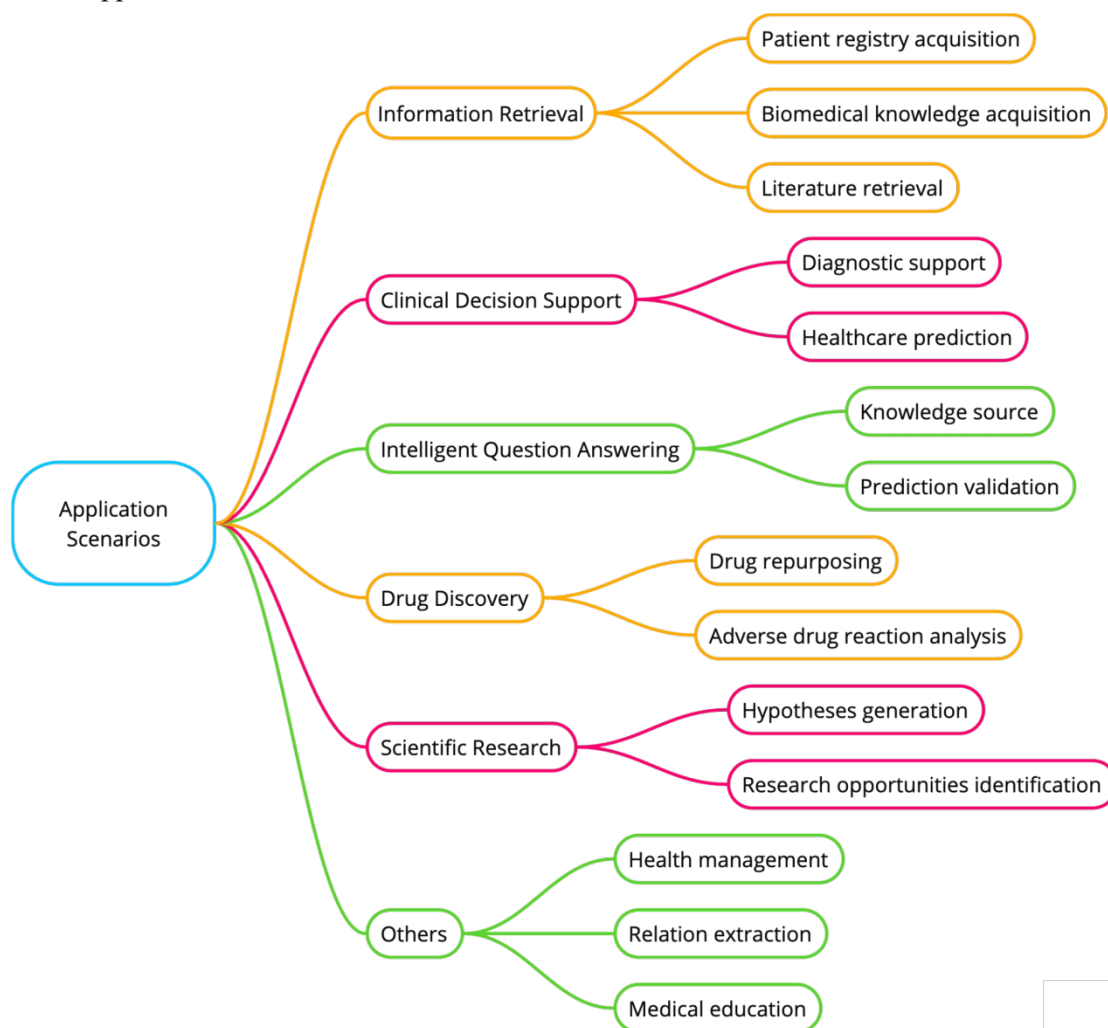 Application
Scenarios
Information Retrieval
Patient registry acquisition
Biomedical knowledge acquisition
Literature retrieval
Clinical Decision Support
Diagnostic support
Healthcare prediction
Intelligent Question Answering
Knowledge source
Prediction validation
Drug Discovery
Drug repurposing
Adverse drug reaction analysis
Scientific Research
Hypotheses generation
Research opportunities identification
Others
Health management
Relation extraction
Medical education